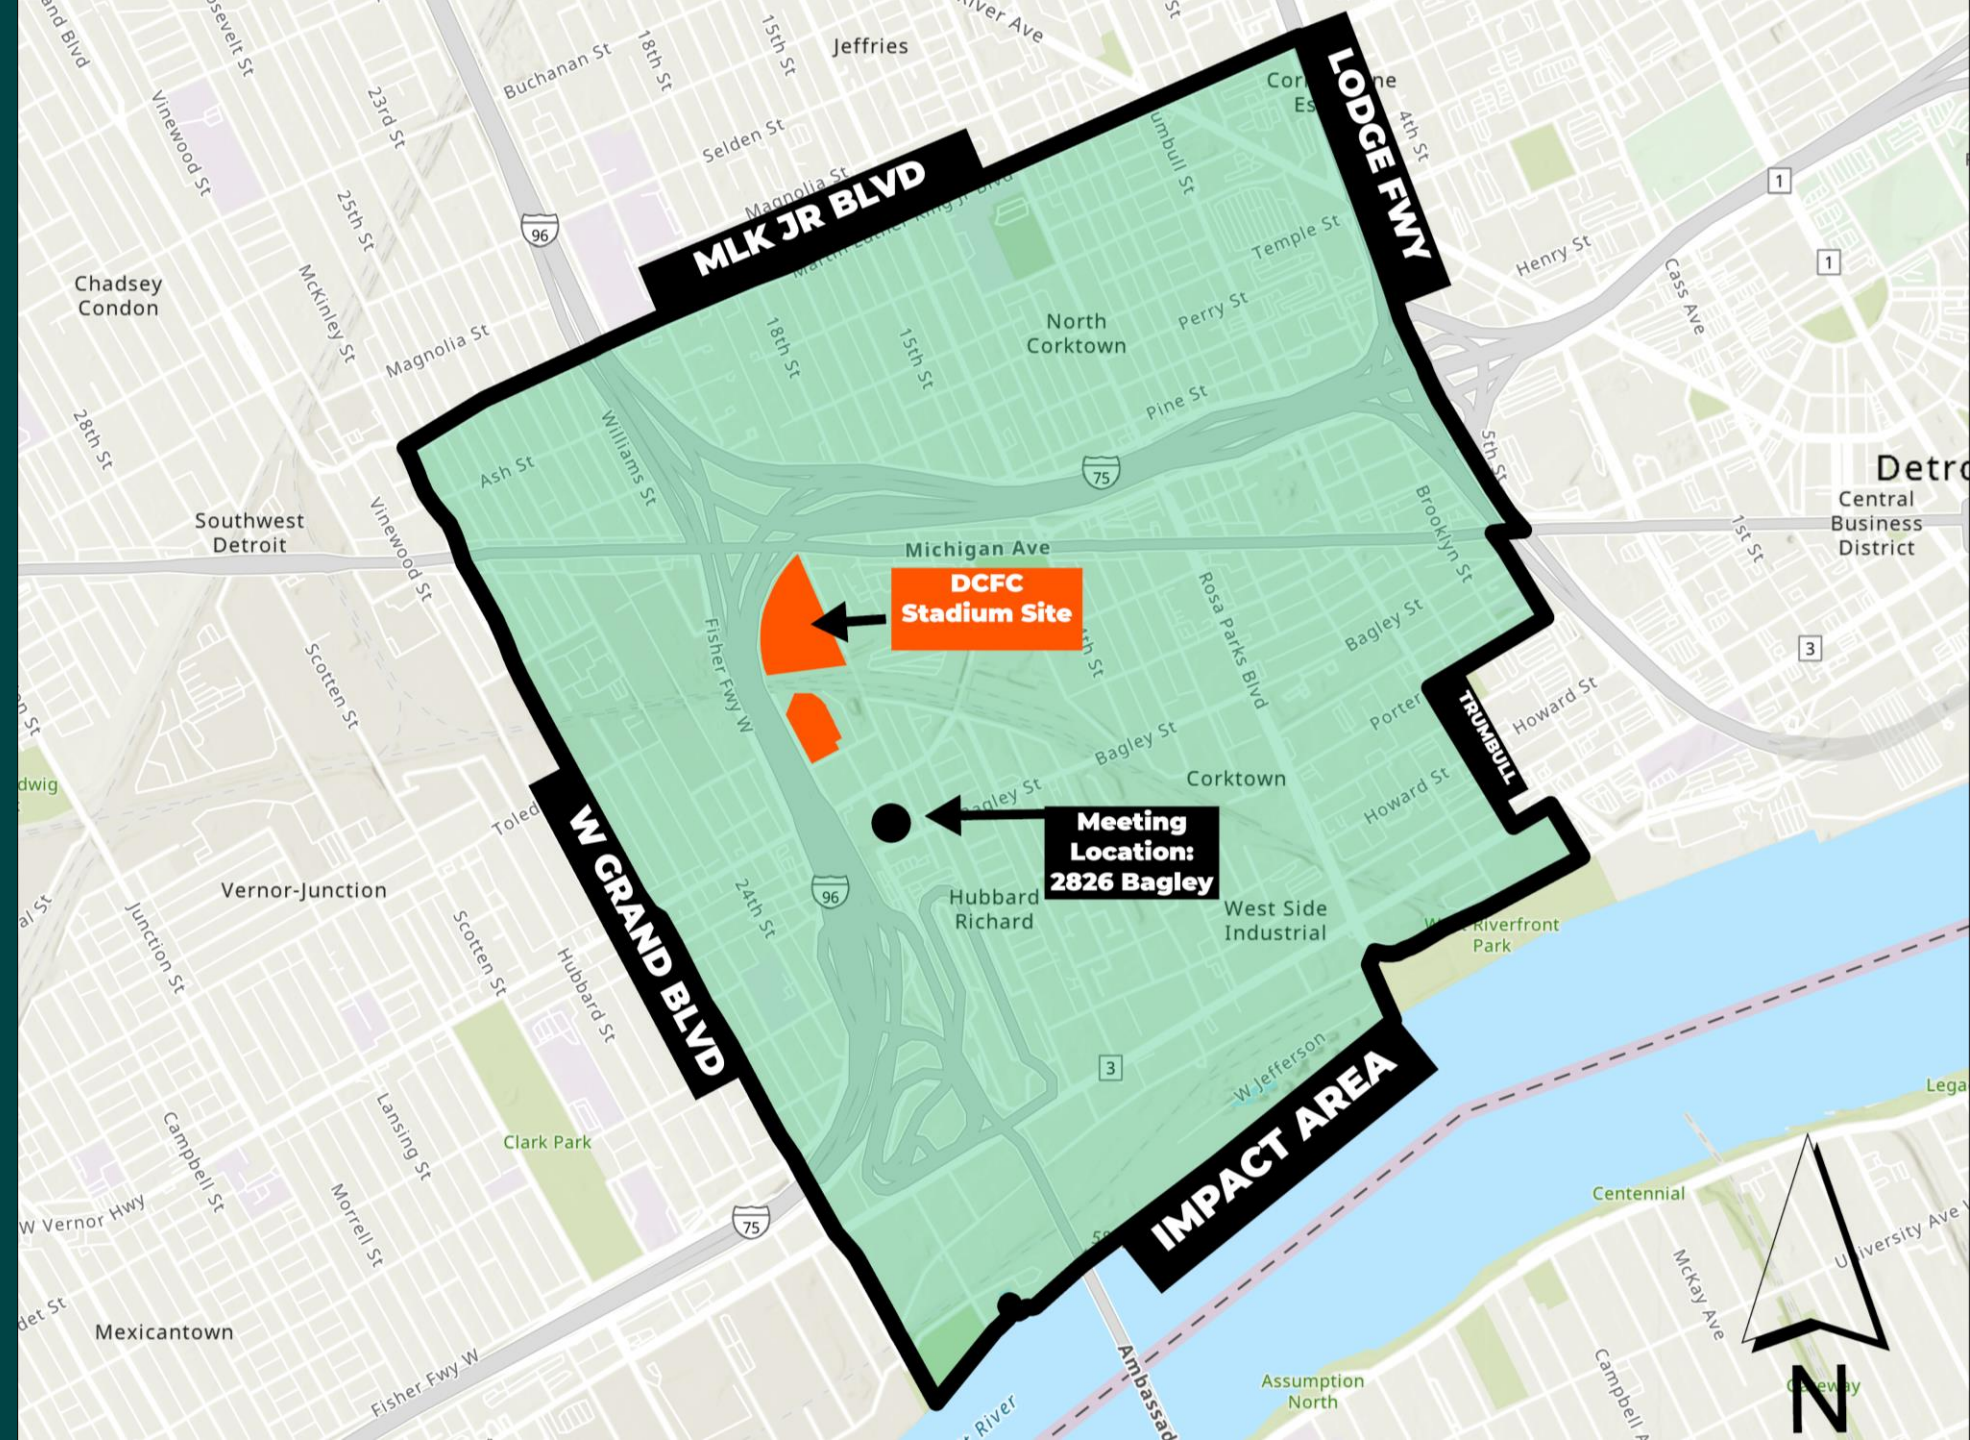 Jeffries
Buchanan St
18th St
15th St
River Ave
Vinewood St
23rd St
Selden St
Magnolia St
MLK JR BLVD
LODGE FWY
4th St
1
96
25th St
Temple St
Henry St
Cass Ave
1
Chadsey
Condon
McKinley St
Magnolia St
18th St
15th St
North
Corktown
Perry St
28th St
Ash St
Williams St
Pine St
75
5th St
Detro
Central
Business
District
1st St
Southwest
Detroit
Vinewood St
Michigan Ave
Brooklyn St
DCFC
Stadium Site
Fisher Fwy W
Rosa Parks Blvd
Bagley St
3
Scotten St
Porter
Howard St
TRUMBULL
Bagley St
Corktown
Howard St
Bagley St
Meeting
Location:
2826 Bagley
W GRAND BLVD
Vernor-Junction
96
24th St
Hubbard
Richard
West Side
Industrial
Riverfront
Park
Junction St
Scotten St
Hubbard St
3
W Jefferson
IMPACT AREA
Clark Park
Lansing St
Campbell St
Morrell St
W Vernor Hwy
75
Centennial
University Ave
McKay Ave
Mexicantown
Fisher Fwy W
Ambassad
Assumption
North
Campbell
N